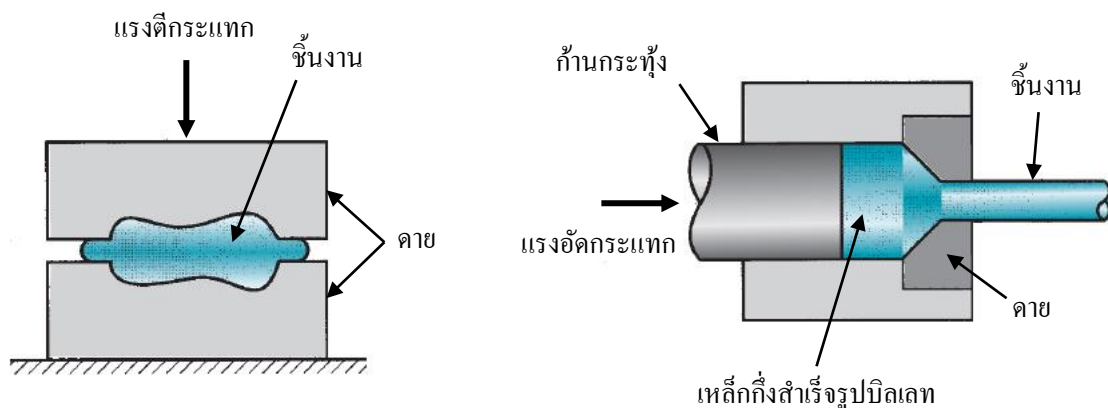 แรงตีกระแทก
ชิ้นงาน
ดาย
ก้านกระทุ้ง
ชิ้นงาน
แรงอัดกระแทก
ดาย
เหล็กกึ่งสำเร็จรูปบิลเลท